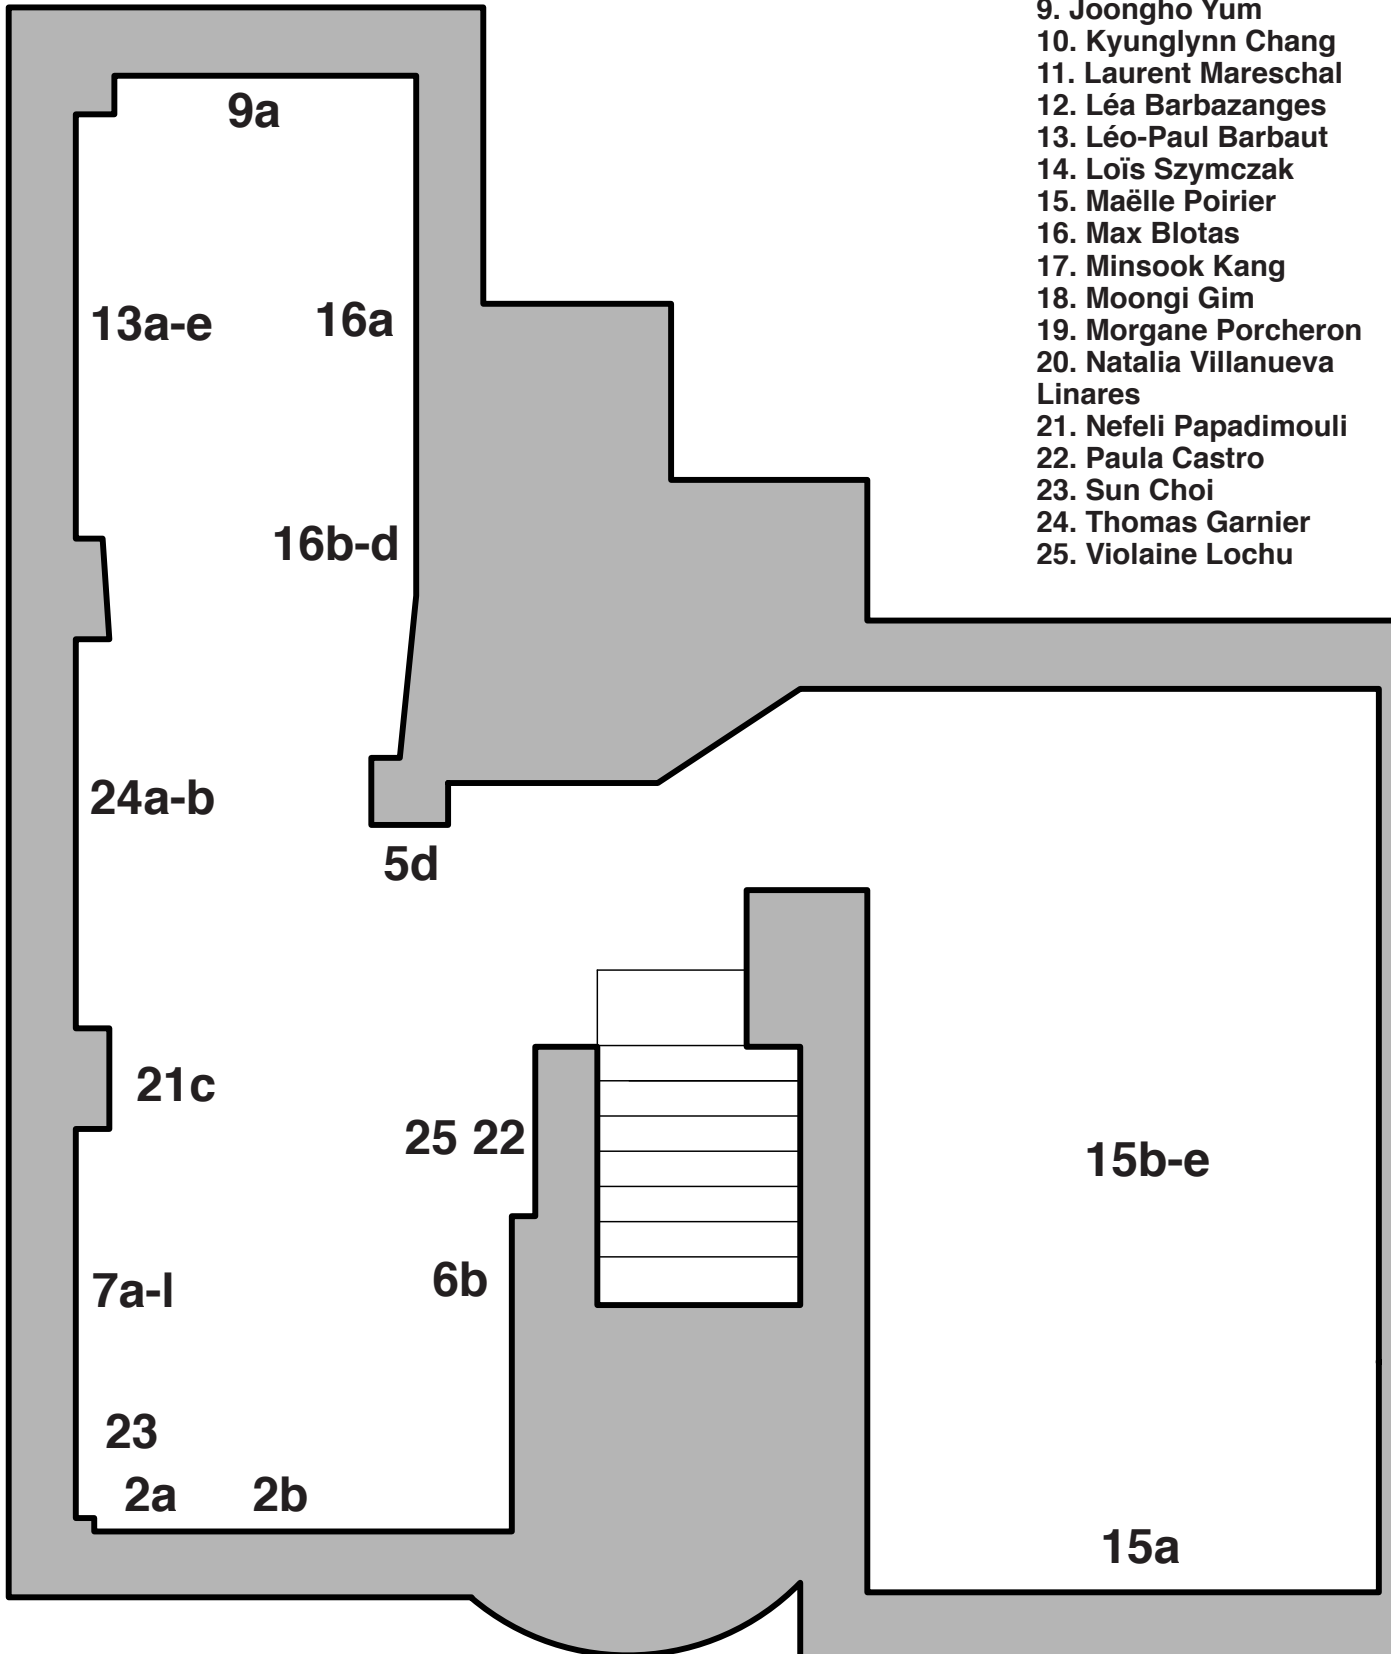 9. Joongho Yum
10. Kyunglynn Chang
11. Laurent Mareschal
12. Léa Barbazanges
13. Léo-Paul Barbaut
14. Loïs Szymczak
15. Maëlle Poirier
16. Max Blotas
17. Minsook Kang
18. Moongi Gim
19. Morgane Porcheron
20. Natalia Villanueva
Linares
21. Nefeli Papadimouli
22. Paula Castro
23. Sun Choi
24. Thomas Garnier
25. Violaine Lochu
9a
13a-e
16a
16b-d
24a-b
5d
21c
25 22
15b-e
7a-l
6b
23
2a
2b
15a